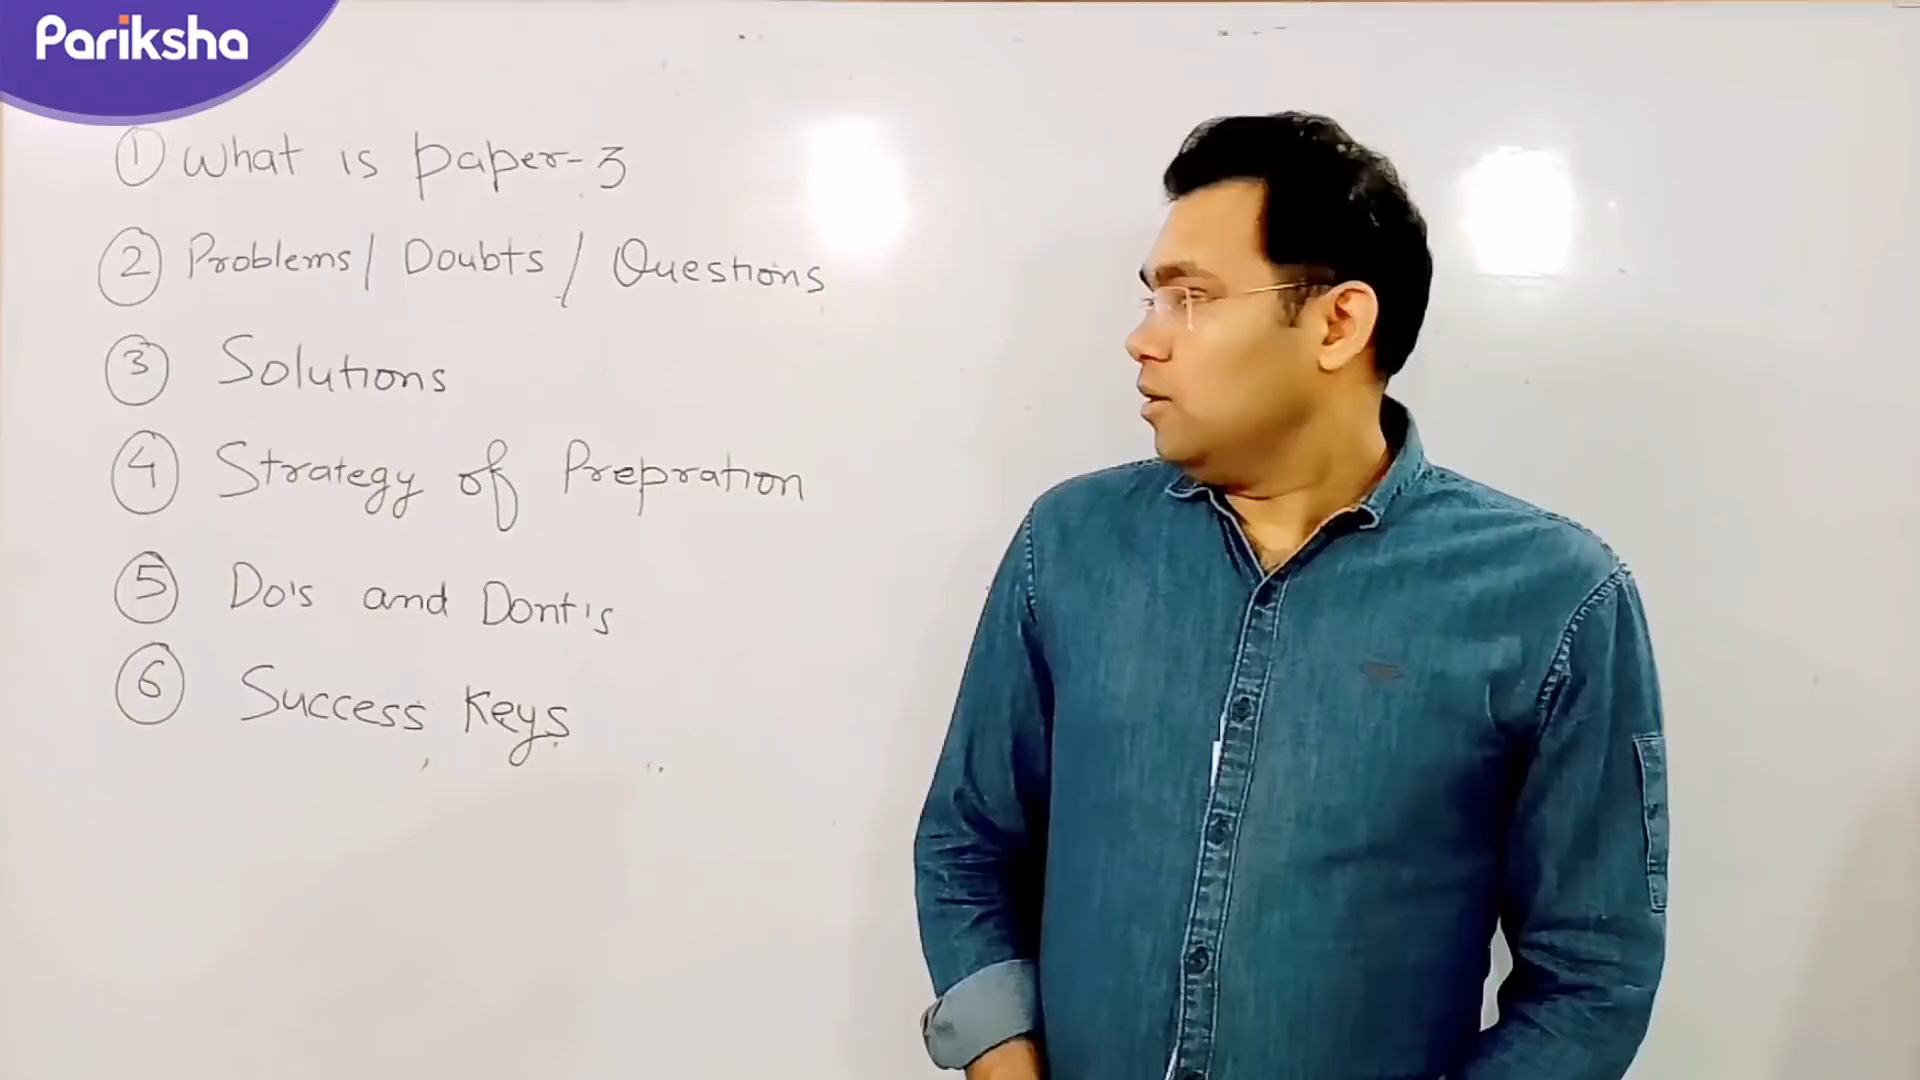 Pariksha
① What is paper-3
② Problems / Doubts / Questions
③ Solutions
④ Strategy of Prepration
⑤ Do's and Dont's
⑥ Success Keys